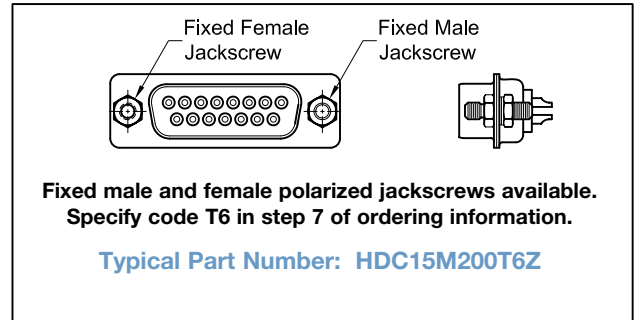 Fixed Female
Jackscrew
Fixed Male
Jackscrew
Fixed male and female polarized jackscrews available.
Specify code T6 in step 7 of ordering information.
Typical Part Number: HDC15M200T6Z